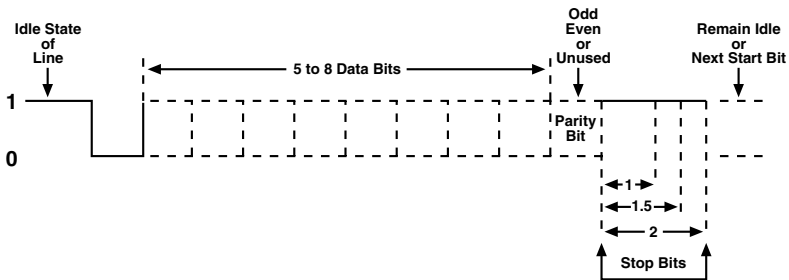 Idle State
of
Line
5 to 8 Data Bits
Odd
Even
or
Unused
Remain Idle
or
Next Start Bit
1
0
Parity
Bit
1
1.5
2
Stop Bits